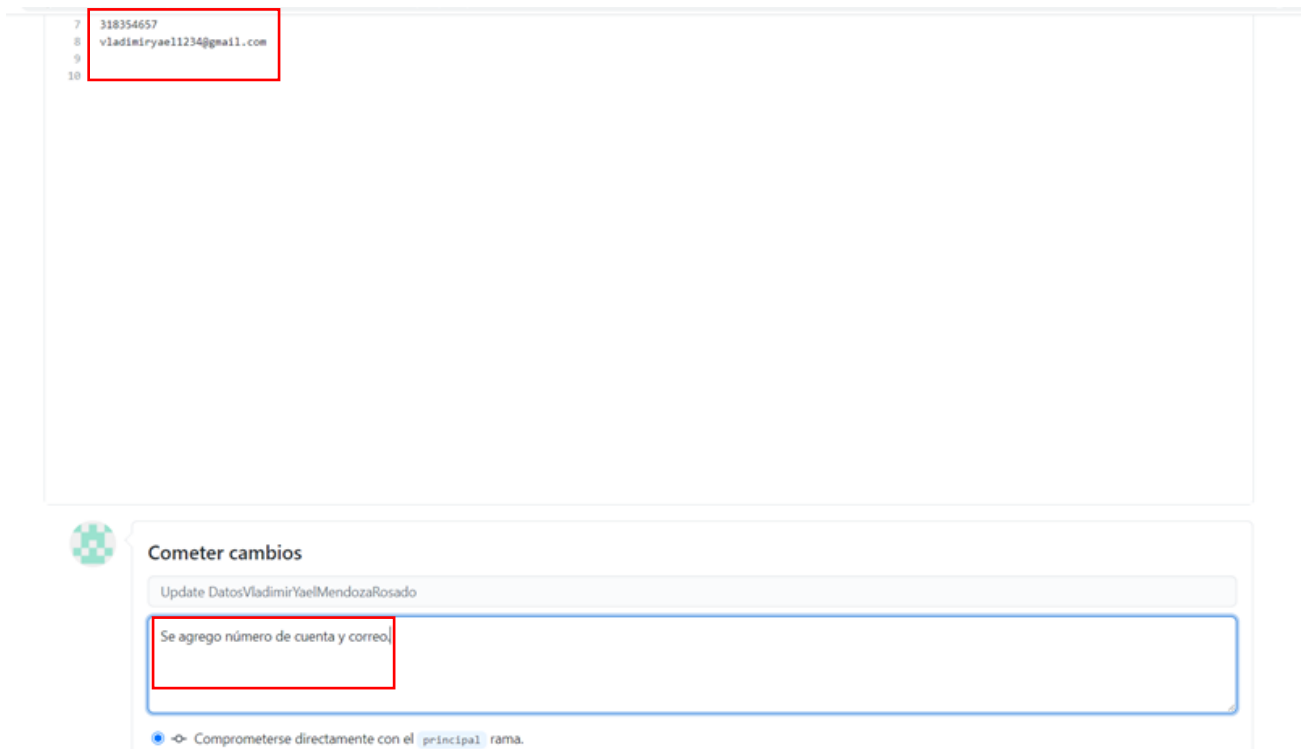 7 318354657
8 vladimiryael1234@gmail.com
9
10
Cometer cambios
Update DatosVladimirYaelMendozaRosado
Se agrego número de cuenta y correo.
Comprometerse directamente con el principal rama.